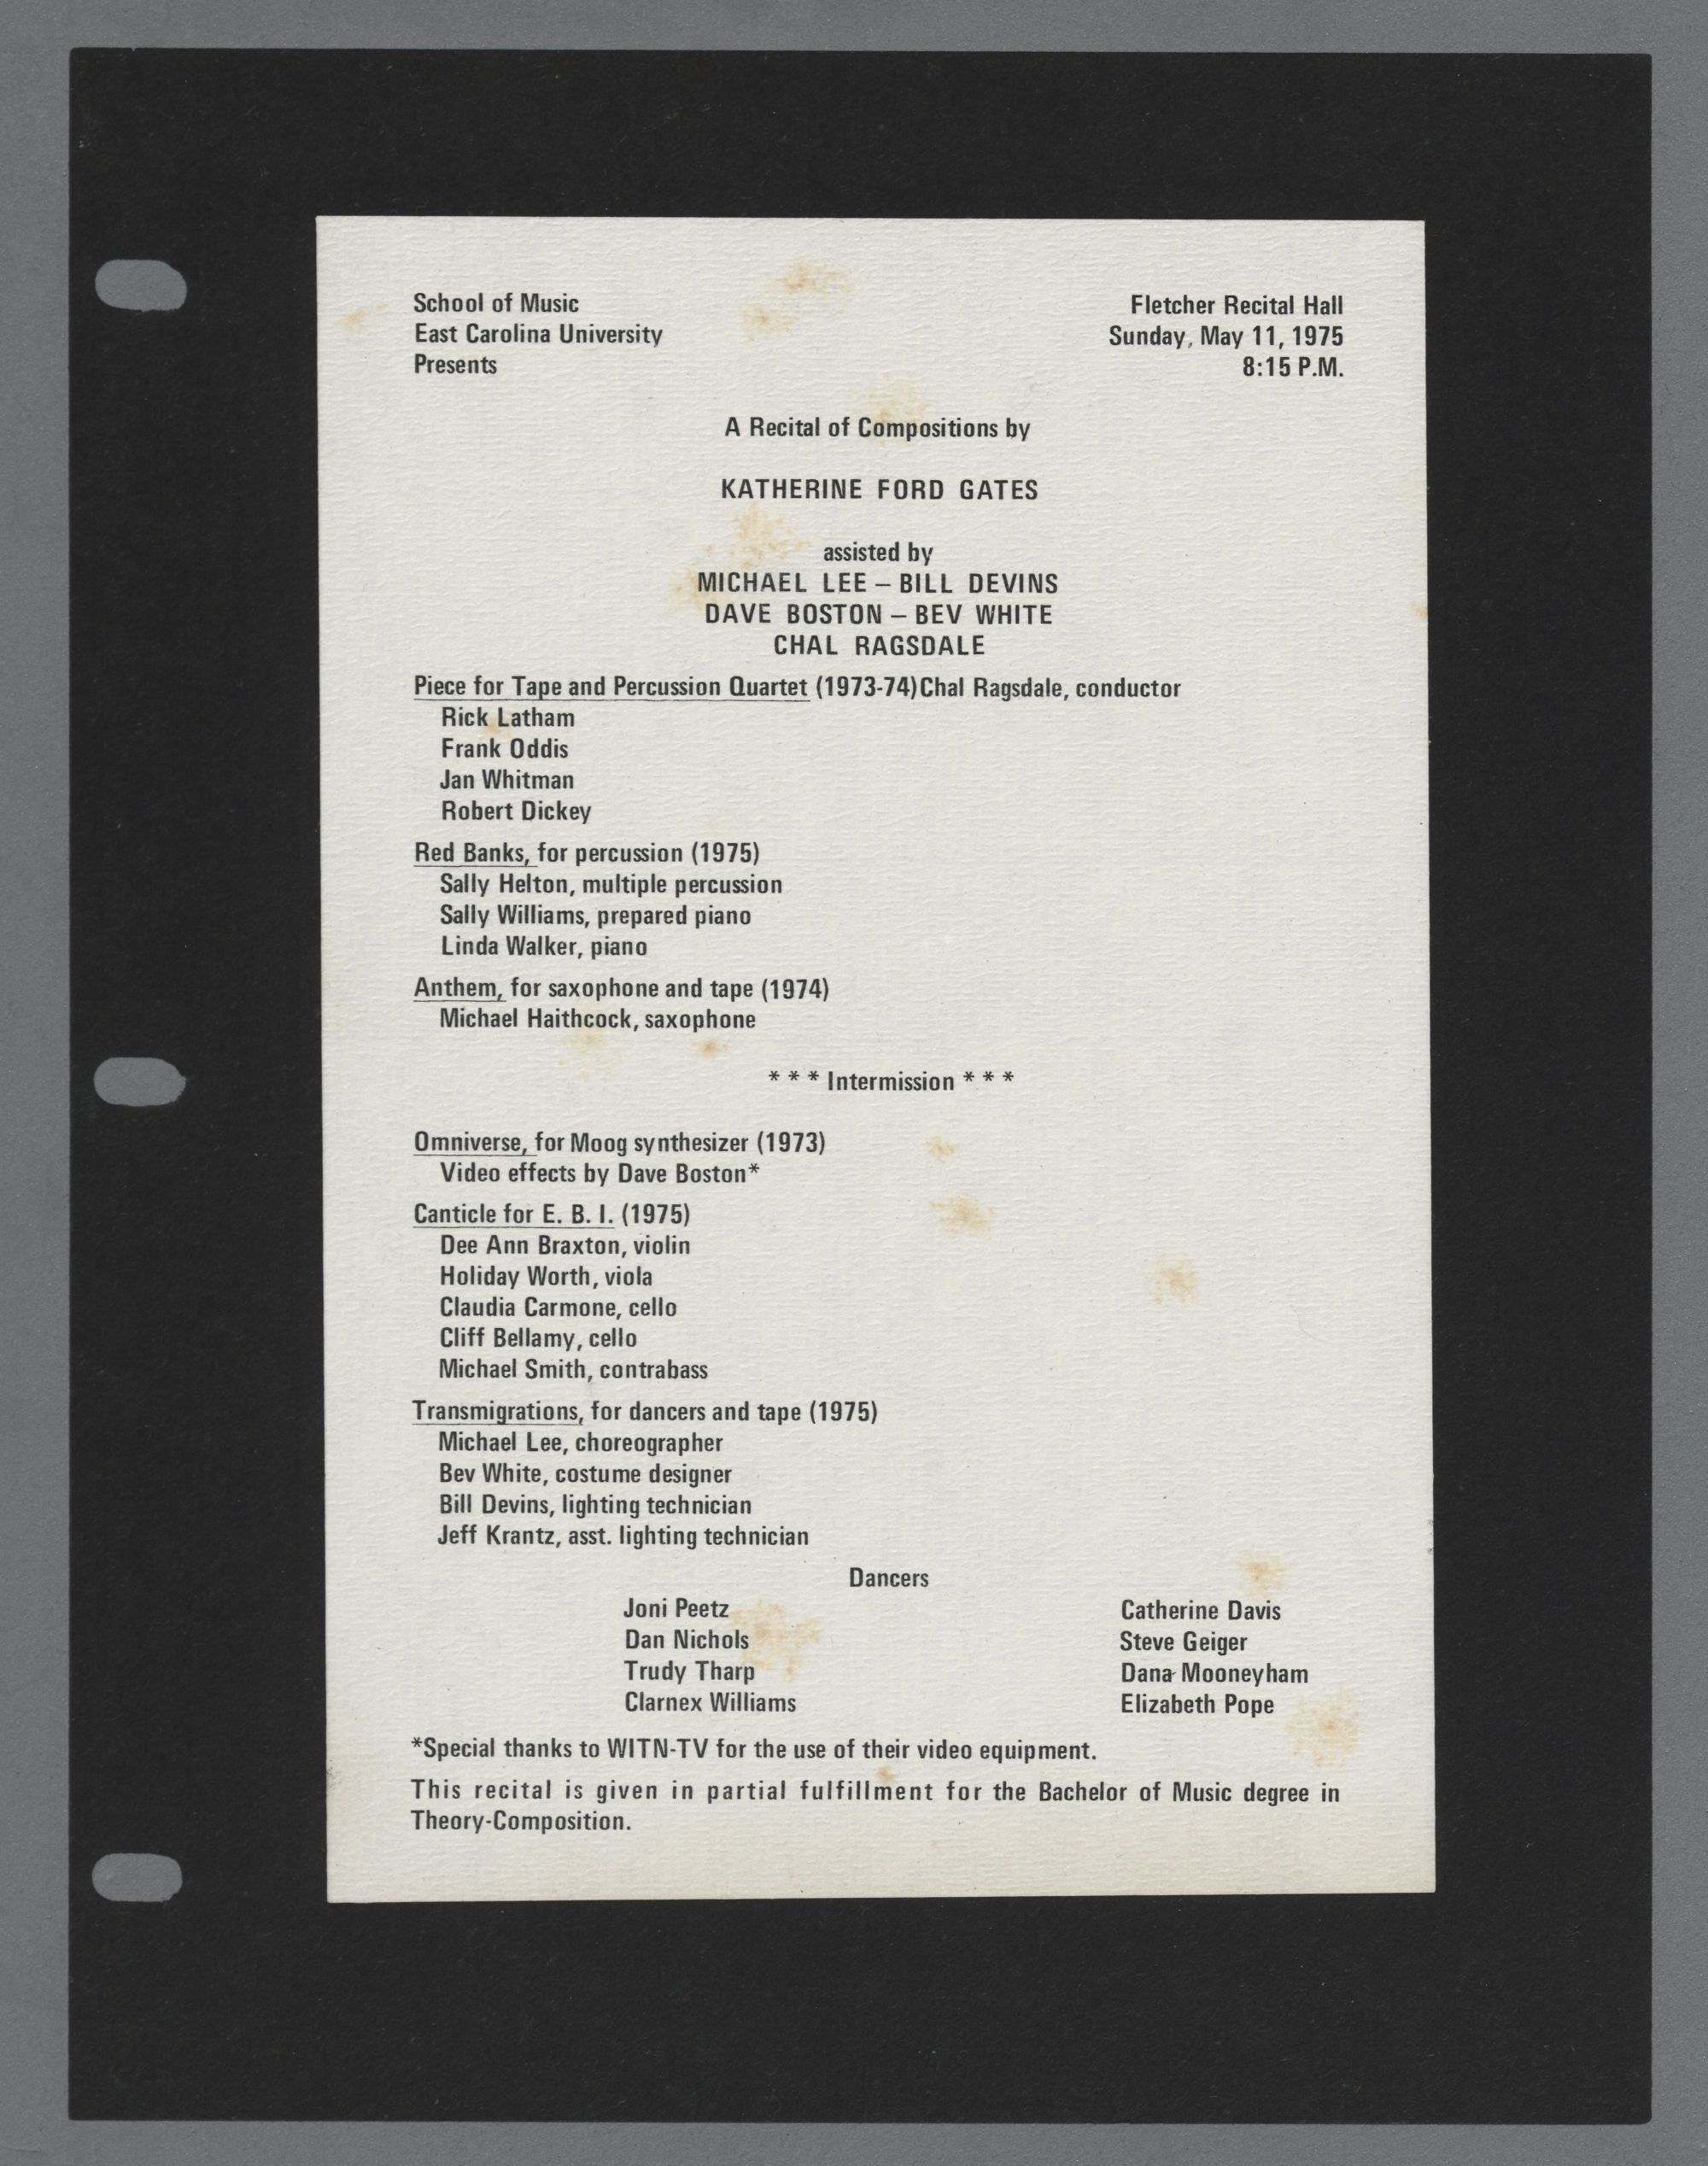 School of Music
East Carolina University
Presents
Fletcher Recital Hall
Sunday, May 11, 1975
8:15 P.M.
A Recital of Compositions by
KATHERINE FORD GATES
assisted by
MICHAEL LEE – BILL DEVINS
DAVE BOSTON – BEV WHITE
CHAL RAGSDALE
Piece for Tape and Percussion Quartet (1973-74)Chal Ragsdale, conductor
Rick Latham
Frank Oddis
Jan Whitman
Robert Dickey
Red Banks, for percussion (1975)
Sally Helton, multiple percussion
Sally Williams, prepared piano
Linda Walker, piano
Anthem, for saxophone and tape (1974)
Michael Haithcock, saxophone
* * * Intermission * * *
Omniverse, for Moog synthesizer (1973)
Video effects by Dave Boston*
Canticle for E. B. I. (1975)
Dee Ann Braxton, violin
Holiday Worth, viola
Claudia Carmone, cello
Cliff Bellamy, cello
Michael Smith, contrabass
Transmigrations, for dancers and tape (1975)
Michael Lee, choreographer
Bev White, costume designer
Bill Devins, lighting technician
Jeff Krantz, asst. lighting technician
Dancers
Joni Peetz
Dan Nichols
Trudy Tharp
Clarnex Williams
Catherine Davis
Steve Geiger
Dana Mooneyham
Elizabeth Pope
*Special thanks to WITN-TV for the use of their video equipment.
This recital is given in partial fulfillment for the Bachelor of Music degree in
Theory-Composition.